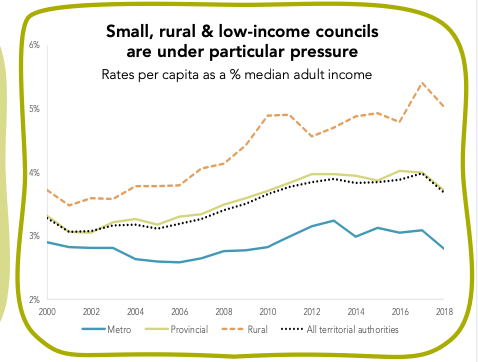 Small, rural & low-income councils
are under particular pressure
Rates per capita as a % median adult income
6%
5%
4%
3%
2%
2000 2002 2004 2006 2008 2010 2012 2014 2016 2018
Metro Provincial Rural All territorial authorities